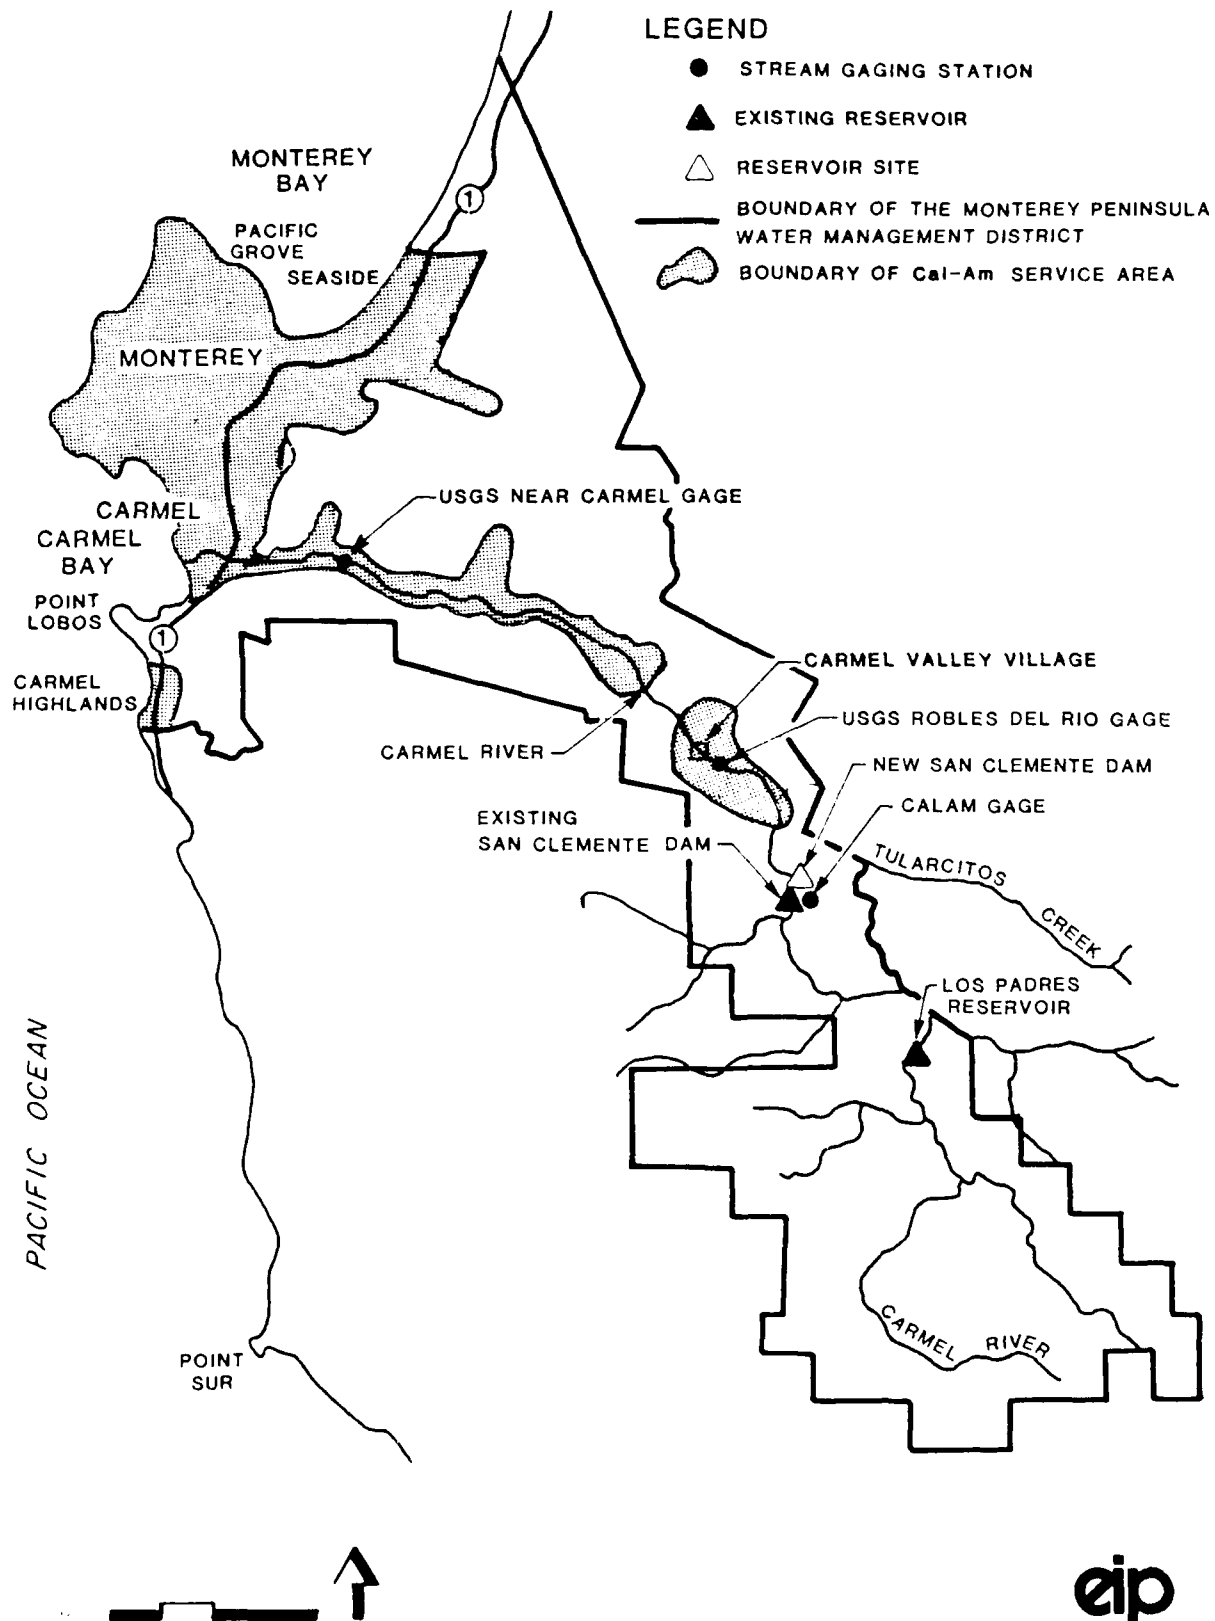 LEGEND
STREAM GAGING STATION
EXISTING RESERVOIR
RESERVOIR SITE
BOUNDARY OF THE MONTEREY PENINSULA
WATER MANAGEMENT DISTRICT
BOUNDARY OF Cal-Am SERVICE AREA
MONTEREY
BAY
1
PACIFIC
GROVE
SEASIDE
MONTEREY
USGS NEAR CARMEL GAGE
CARMEL
CARMEL
BAY
POINT
LOBOS
1
CARMEL
HIGHLANDS
CARMEL VALLEY VILLAGE
USGS ROBLES DEL RIO GAGE
CARMEL RIVER
NEW SAN CLEMENTE DAM
CALAM GAGE
EXISTING
SAN CLEMENTE DAM
TULARCITOS
CREEK
LOS PADRES
RESERVOIR
PACIFIC OCEAN
CARMEL RIVER
POINT
SUR
eip